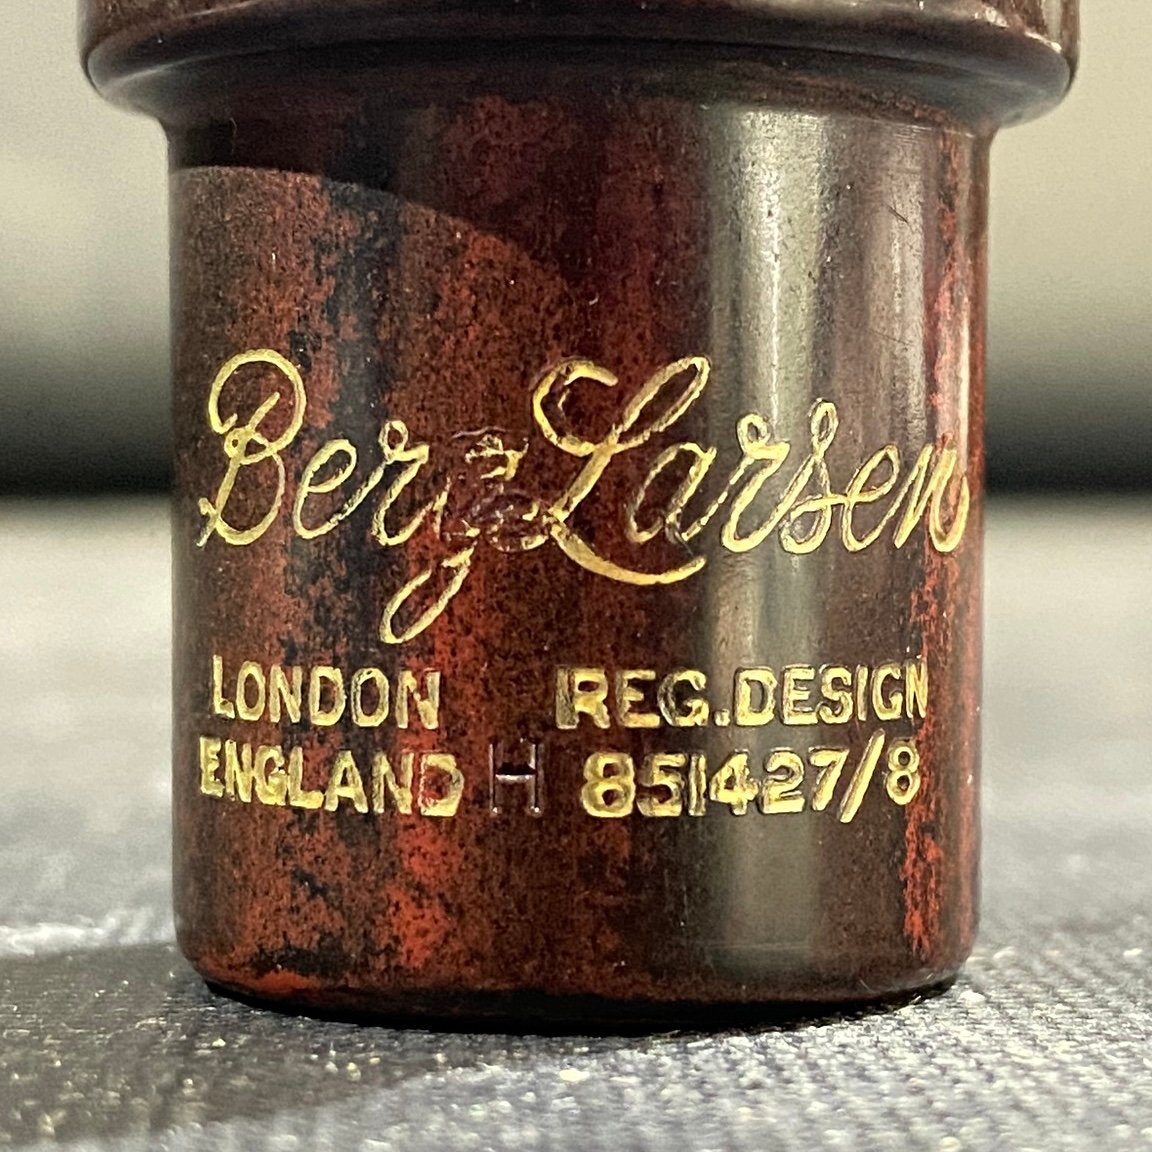 Berg Larsen
LONDON REG. DESIGN
ENGLAND H 851427/8